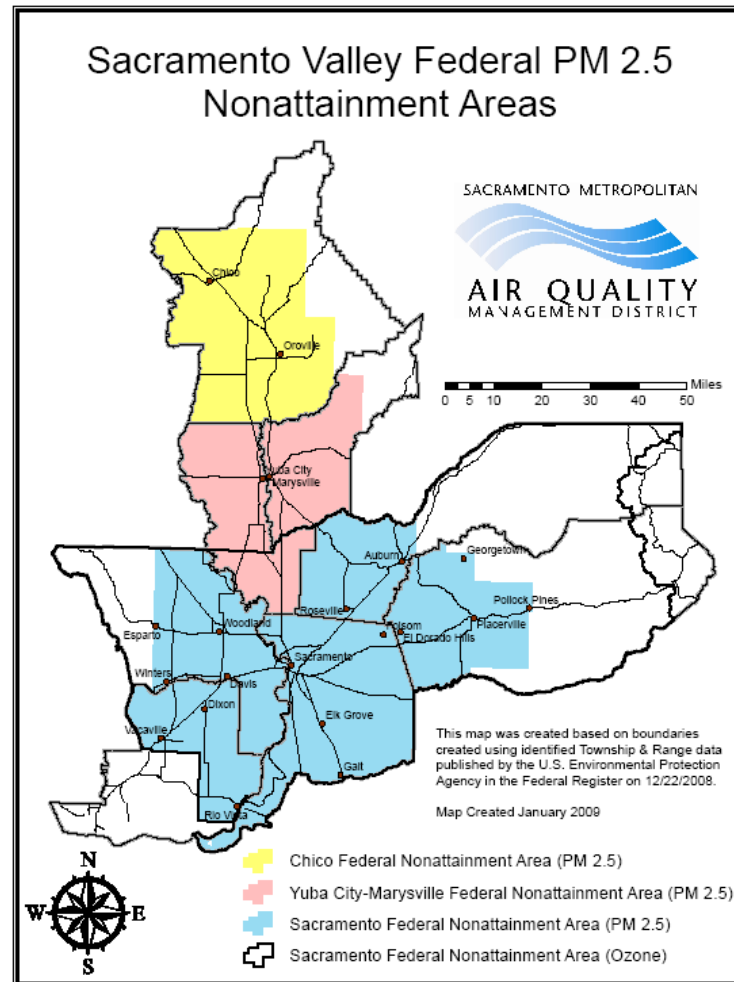 Sacramento Valley Federal PM 2.5
Nonattainment Areas
SACRAMENTO METROPOLITAN
AIR QUALITY
MANAGEMENT DISTRICT
Chico
Oroville
Miles
0 5 10 20 30 40 50
Yuba City
Marysville
Auburn
Georgetown
Roseville
Pollock Pines
Folsom
Placerville
El Dorado Hills
Woodland
Esparto
Sacramento
Winters
Davis
Dixon
Elk Grove
Vacaville
Galt
Rio Vista
This map was created based on boundaries
created using identified Township & Range data
published by the U.S. Environmental Protection
Agency in the Federal Register on 12/22/2008.
Map Created January 2009
N
W E
S
Chico Federal Nonattainment Area (PM 2.5)
Yuba City-Marysville Federal Nonattainment Area (PM 2.5)
Sacramento Federal Nonattainment Area (PM 2.5)
Sacramento Federal Nonattainment Area (Ozone)